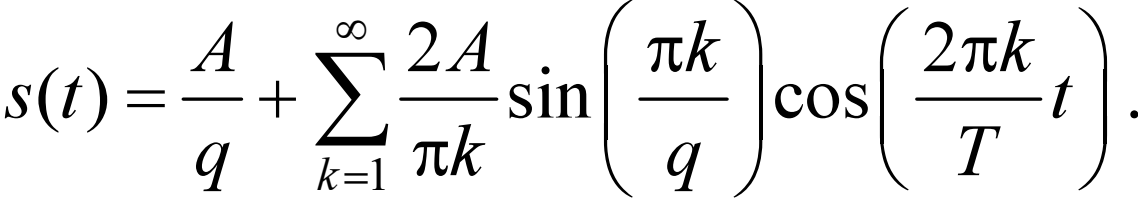 s(t) = A/q + ∑_{k=1}^{∞} 2A/πk sin(πk/q) cos(2πk/T t).